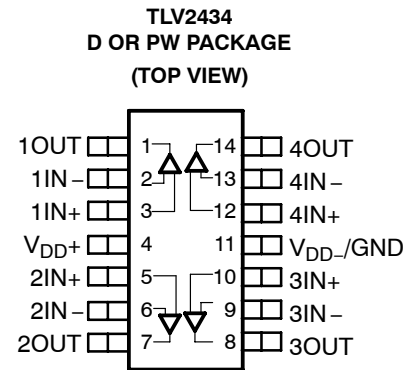 TLV2434
D OR PW PACKAGE
(TOP VIEW)
1OUT 1 14 4OUT
1IN− 2 13 4IN−
1IN+ 3 12 4IN+
VDD+ 4 11 VDD−/GND
2IN+ 5 10 3IN+
2IN− 6 9 3IN−
2OUT 7 8 3OUT